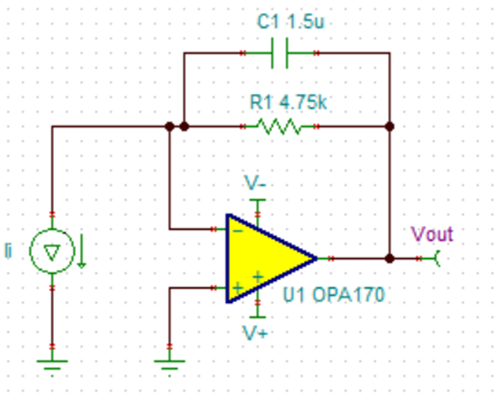 C1 1.5u
R1 4.75k
V-
Vout
Ii
U1 OPA170
V+